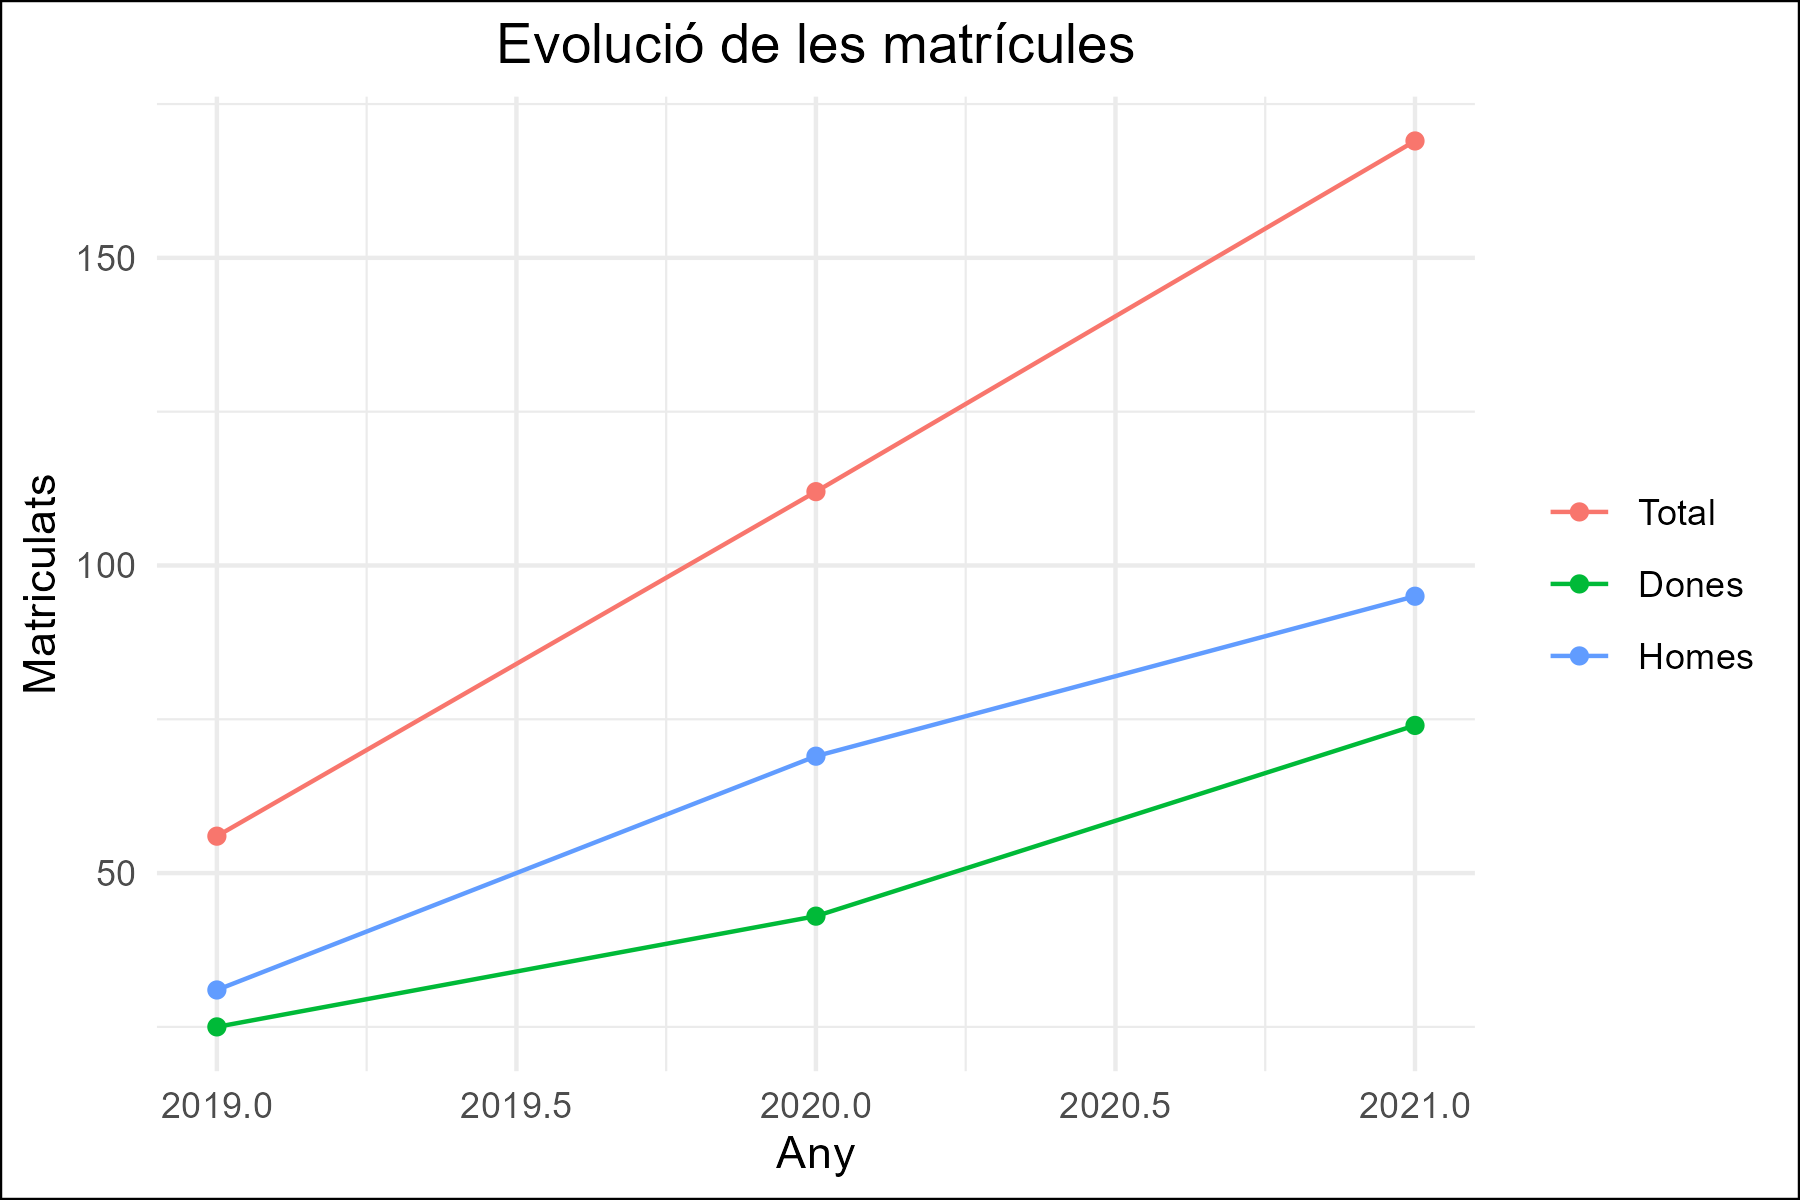 Evolució de les matrícules
Matriculats
150
100
50
2019.0
2019.5
2020.0
2020.5
2021.0
Any
Total
Dones
Homes